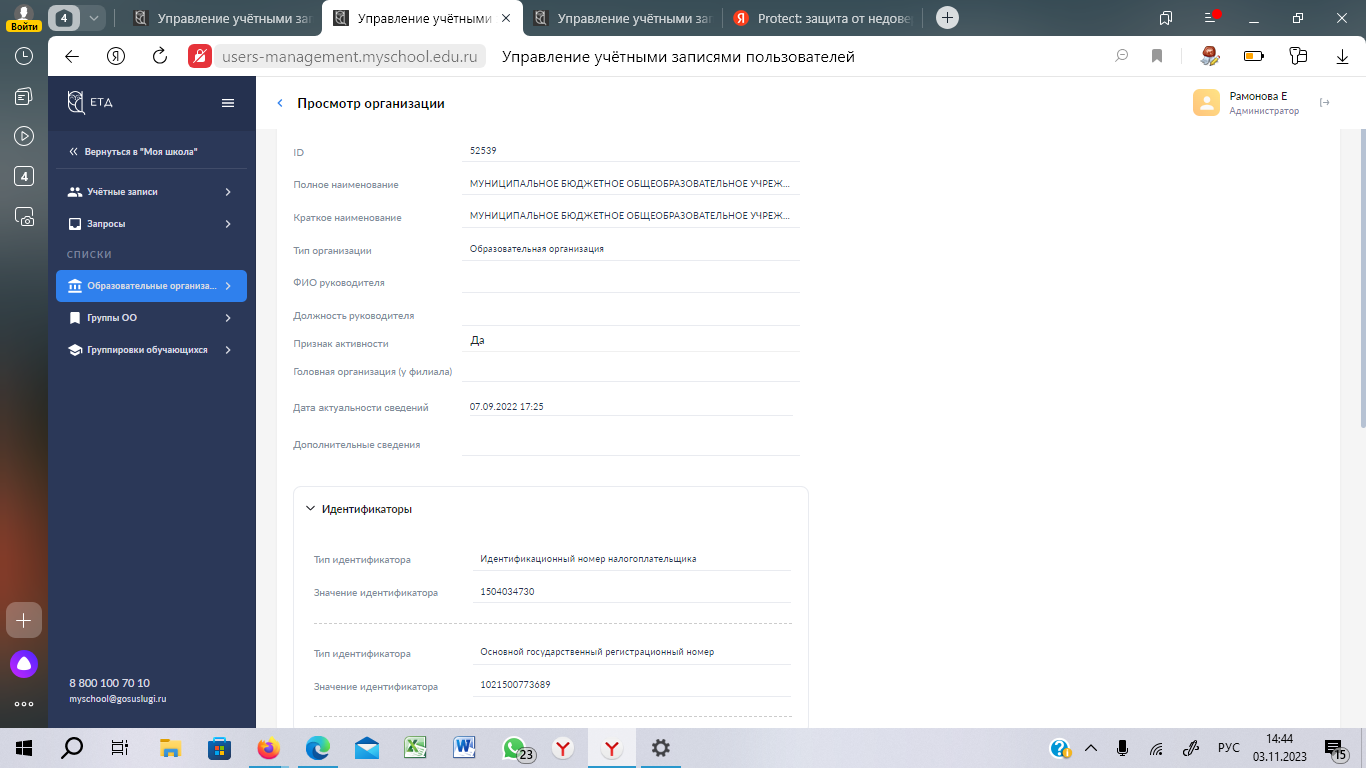 Войти
4
Управление учётными за
Управление учётными
Управление учётными за
Protect: защита от недове
users-management.myschool.edu.ru
Управление учётными записями пользователей
4
ЕТД
Просмотр организации
Рамонова Е
Администратор
Вернуться в "Моя школа"
Учётные записи
Запросы
СПИСКИ
Образовательные организа...
Группы ОО
Группировки обучающихся
8 800 100 70 10
myschool@gosuslugi.ru
ID
52539
Полное наименование
МУНИЦИПАЛЬНОЕ БЮДЖЕТНОЕ ОБЩЕОБРАЗОВАТЕЛЬНОЕ УЧРЕЖ...
Краткое наименование
МУНИЦИПАЛЬНОЕ БЮДЖЕТНОЕ ОБЩЕОБРАЗОВАТЕЛЬНОЕ УЧРЕЖ...
Тип организации
Образовательная организация
ФИО руководителя
Должность руководителя
Признак активности
Да
Головная организация (у филиала)
Дата актуальности сведений
07.09.2022 17:25
Дополнительные сведения
Идентификаторы
Тип идентификатора
Идентификационный номер налогоплательщика
Значение идентификатора
1504034730
Тип идентификатора
Основной государственный регистрационный номер
Значение идентификатора
1021500773689
23
РУС
14:44
03.11.2023
15